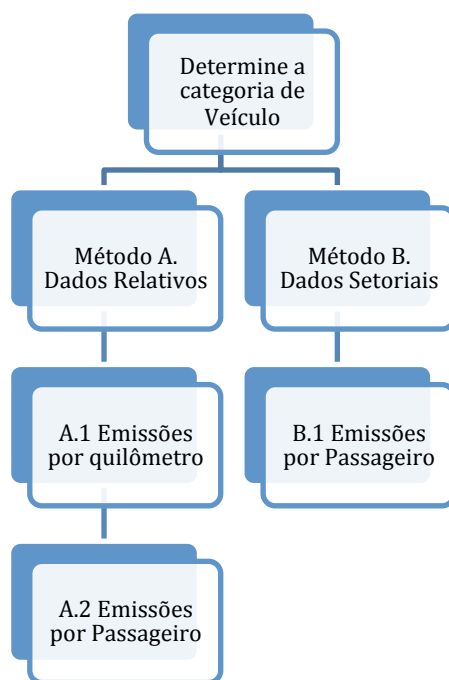 Determine a
categoria de
Veículo
Método A.
Dados Relativos
Método B.
Dados Setoriais
A.1 Emissões
por quilômetro
B.1 Emissões
por Passageiro
A.2 Emissões
por Passageiro